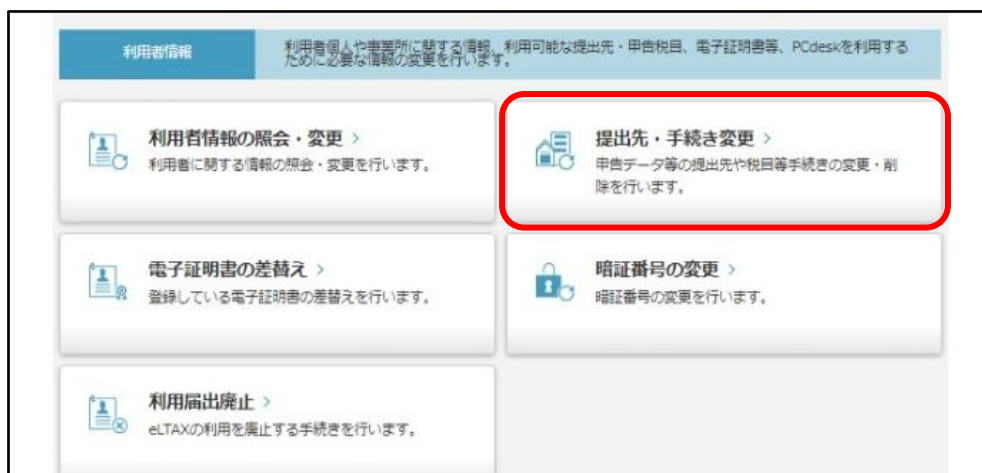 利用者情報
利用者個人や事業所に関する情報、利用可能な提出先・申告税目、電子証明書等、PCdeskを利用する
ために必要な情報の変更を行います。
利用者情報の照会・変更 >
利用者に関する情報の照会・変更を行います。
提出先・手続き変更 >
申告データ等の提出先や税目等手続きの変更・削
除を行います。
電子証明書の差替え >
登録している電子証明書の差替えを行います。
暗証番号の変更 >
暗証番号の変更を行います。
利用届出廃止 >
eLTAXの利用を廃止する手続きを行います。